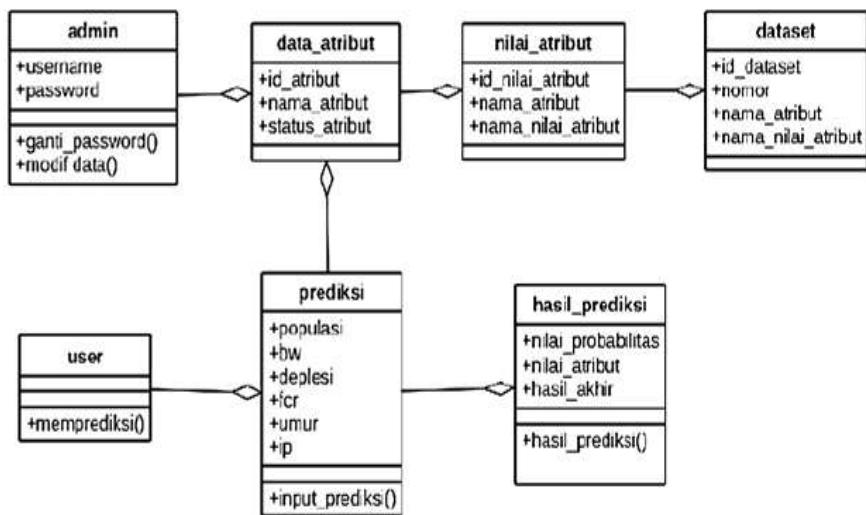 admin
+username
+password
+ganti_password()
+modif data()
data_atribut
+id_atribut
+nama_atribut
+status_atribut
nilai_atribut
+id_nilai_atribut
+nama_atribut
+nama_nilai_atribut
dataset
+id_dataset
+nomor
+nama_atribut
+nama_nilai_atribut
user
+memprediksi()
prediksi
+populasi
+bw
+deplesi
+fcr
+umur
+ip
+input_prediksi()
hasil_prediksi
+nilai_probabilitas
+nilai_atribut
+hasil_akhir
+hasil_prediksi()